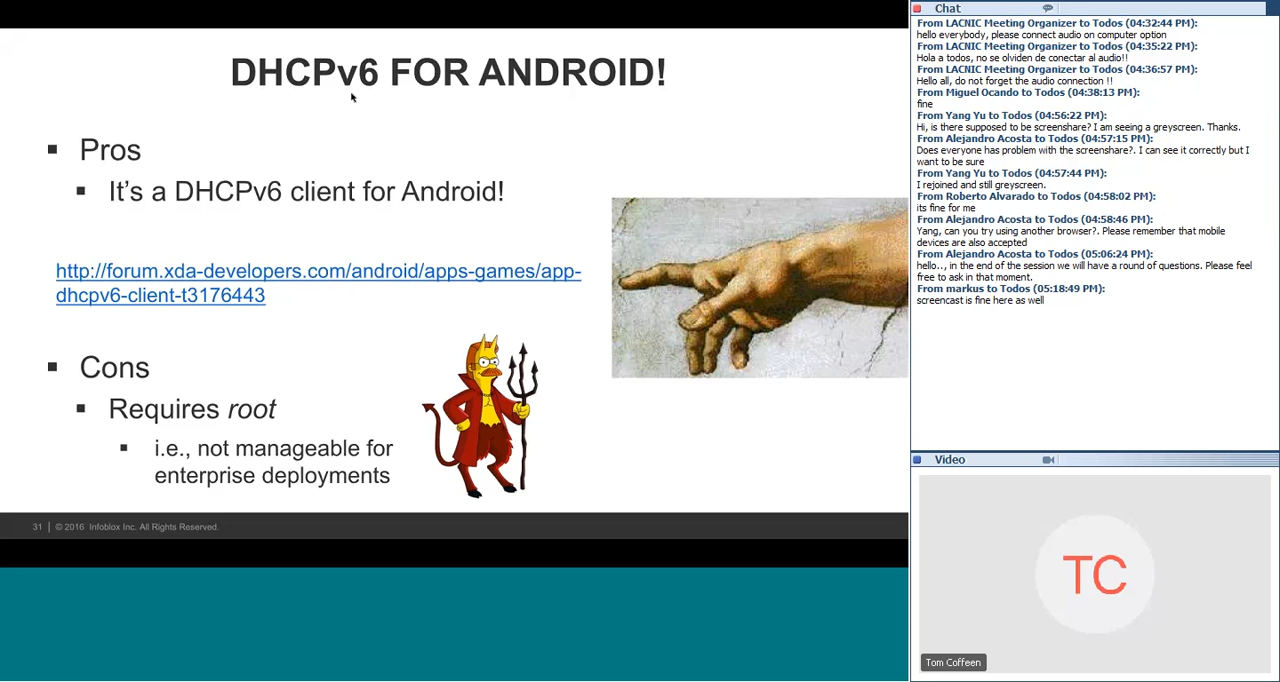 DHCPv6 FOR ANDROID!
▪ Pros
▪ It's a DHCPv6 client for Android!
http://forum.xda-developers.com/android/apps-games/app-
dhcpv6-client-t3176443
▪ Cons
▪ Requires root
▪ i.e., not manageable for
enterprise deployments
31 | © 2016 Infoblox Inc. All Rights Reserved.
Chat
From LACNIC Meeting Organizer to Todos (04:32:44 PM):
hello everybody, please connect audio on computer option
From LACNIC Meeting Organizer to Todos (04:35:22 PM):
Hola a todos, no se olviden de conectar al audio!!
From LACNIC Meeting Organizer to Todos (04:36:57 PM):
Hello all, do not forget the audio connection !!
From Miguel Ocando to Todos (04:38:13 PM):
fine
From Yang Yu to Todos (04:56:22 PM):
Hi, is there supposed to be screenshare? I am seeing a greyscreen. Thanks.
From Alejandro Acosta to Todos (04:57:15 PM):
Does everyone has problem with the screenshare?. I can see it correctly but I
want to be sure
From Yang Yu to Todos (04:57:44 PM):
I rejoined and still greyscreen.
From Roberto Alvarado to Todos (04:58:02 PM):
its fine for me
From Alejandro Acosta to Todos (04:58:46 PM):
Yang, can you try using another browser?. Please remember that mobile
devices are also accepted
From Alejandro Acosta to Todos (05:06:24 PM):
hello.., in the end of the session we will have a round of questions. Please feel
free to ask in that moment.
From markus to Todos (05:18:49 PM):
screencast is fine here as well
Video
TC
Tom Coffeen